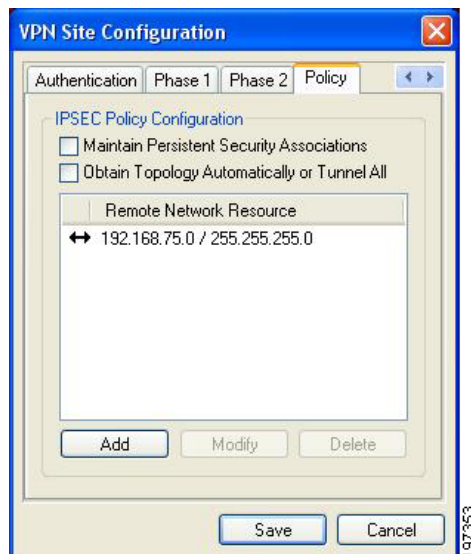 VPN Site Configuration
Authentication Phase 1 Phase 2 Policy
IPSEC Policy Configuration
Maintain Persistent Security Associations
Obtain Topology Automatically or Tunnel All
Remote Network Resource
192.168.75.0 / 255.255.255.0
Add Modify Delete
Save Cancel
97353